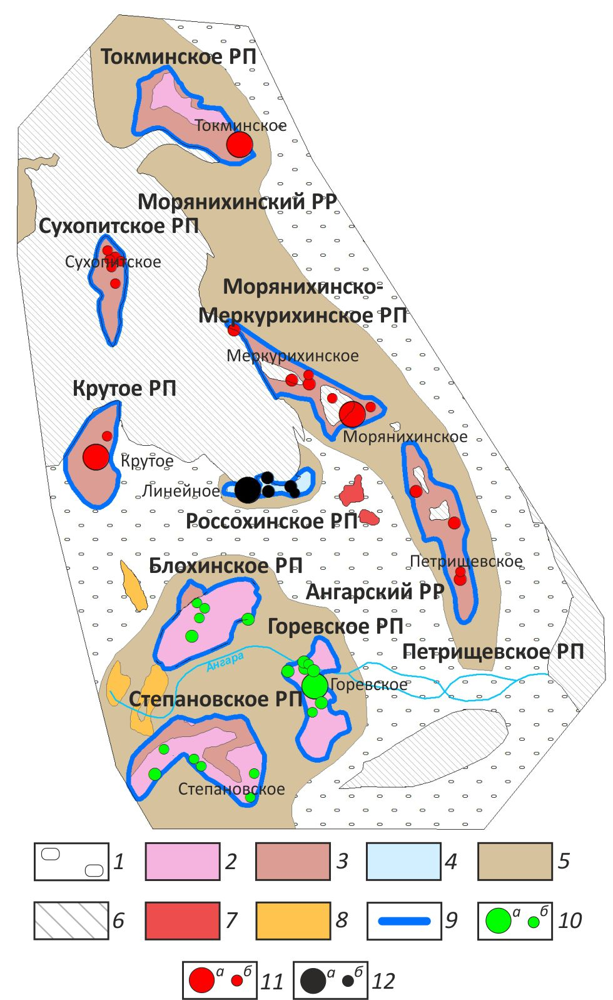 Токминское РП
Токминское
Морянихинский РР
Сухопитское РП
Сухопитское
Морянихинско-
Меркурихинское РП
Меркурихинское
Крутое РП
Морянихинское
Крутое
Линейное
Россохинское РП
Петрищевское
Блохинское РП
Ангарский РР
Горевское РП
Петрищевское РП
Ангара
Горевское
Степановское РП
Степановское
1 2 3 4 5
6 7 8 9 а б 10
а б 11 а б 12